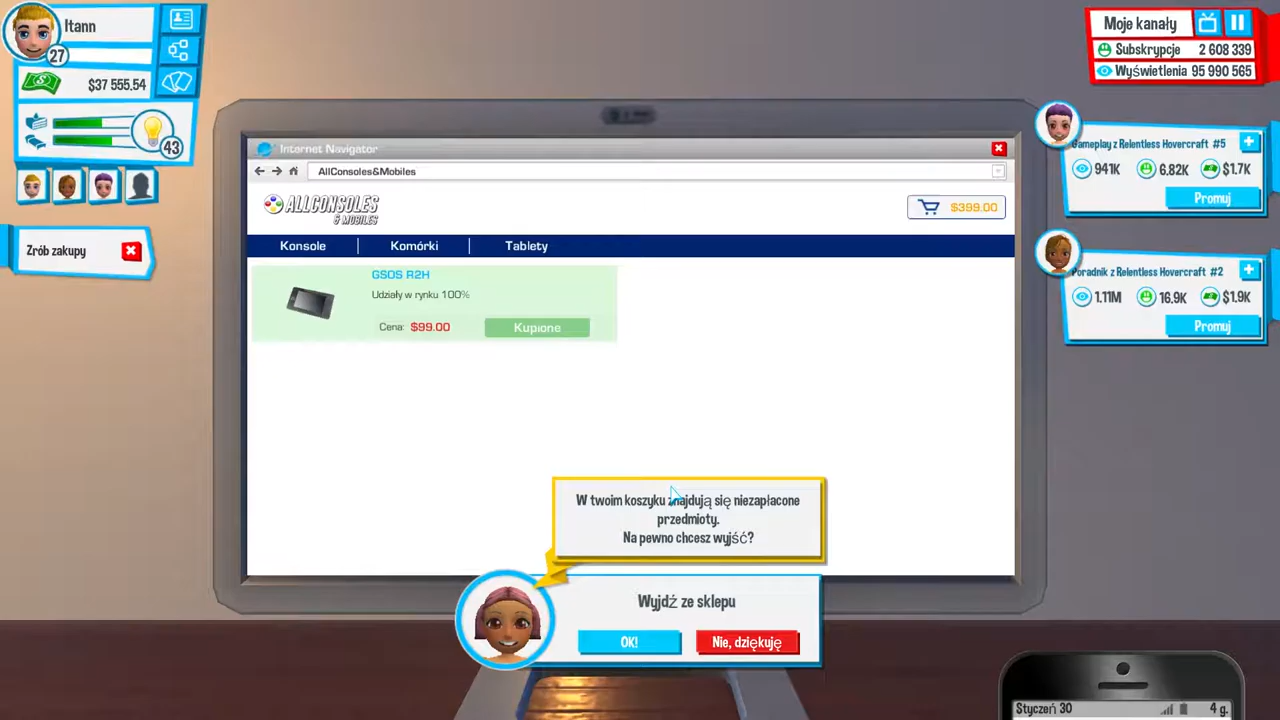 Itann
27
$37 555.54
43
Zrób zakupy
Internet Navigator
AllConsoles&Mobiles
ALLCONSOLES
& MOBILES
$399.00
Konsole
Komórki
Tablety
GSOS R2H
Udziały w rynku 100%
Cena: $99.00
Kupione
W twoim koszyku znajdują się niezapłacone
przedmioty.
Na pewno chcesz wyjść?
Wyjdź ze sklepu
OK!
Nie, dziękuję
Moje kanały
Subskrypcje 2 608 339
Wyświetlenia 95 990 565
Gameplay z Relentless Hovercraft #5
941K 6.82K $1.7K
Promuj
Poradnik z Relentless Hovercraft #2
1.11M 16.9K $1.9K
Promuj
Styczeń 30 4 g.